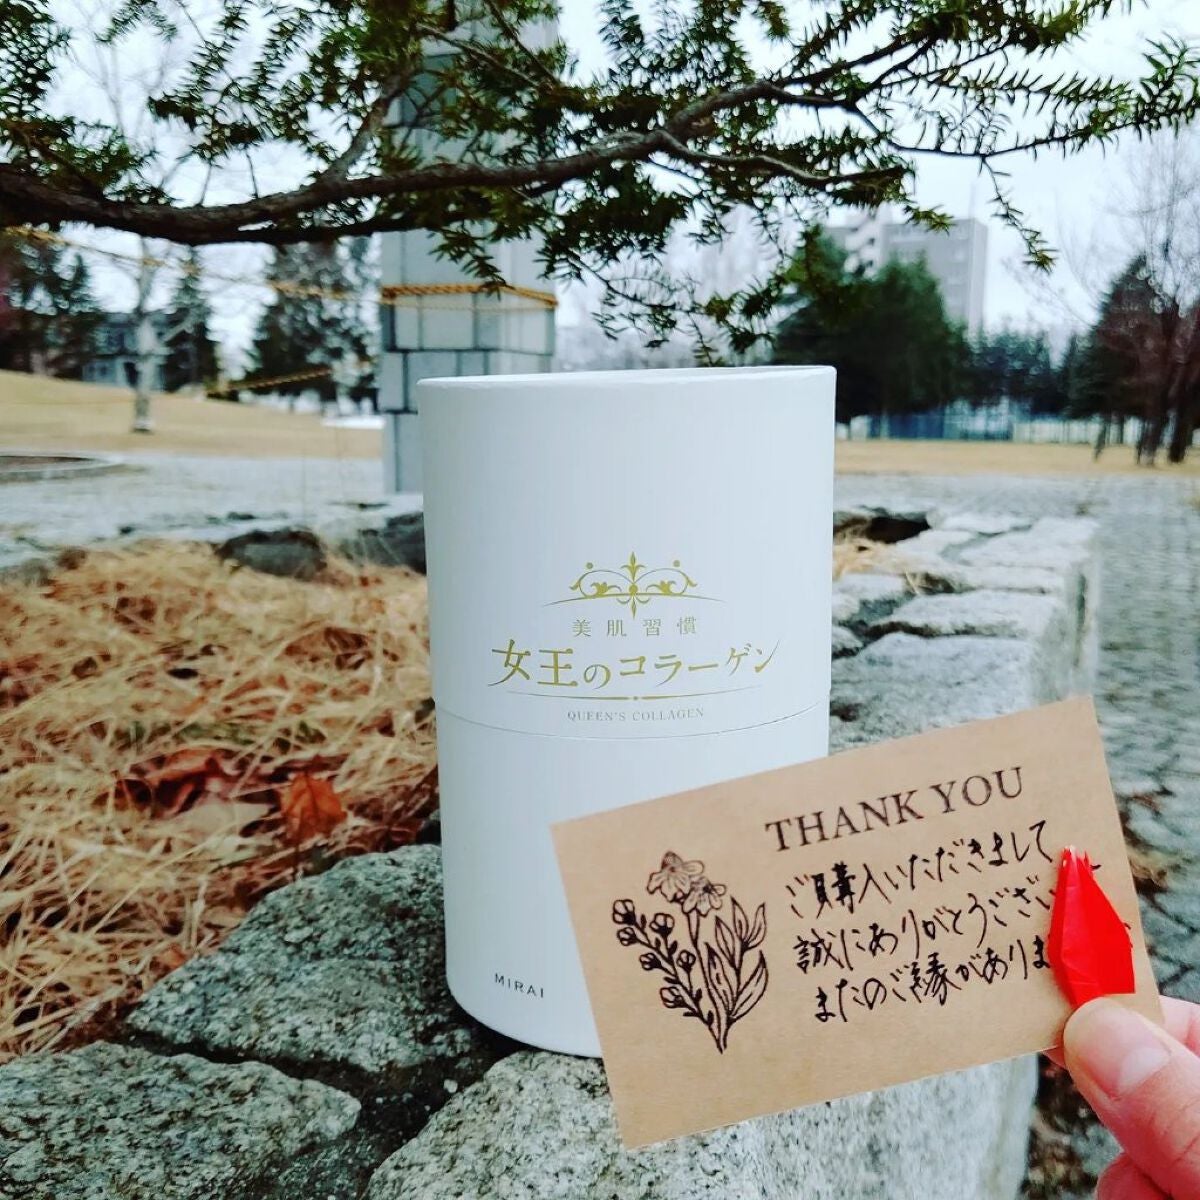 美肌習慣
女王のコラーゲン
QUEEN'S COLLAGEN
MIRAI
THANK YOU
ご購入いただきまして
誠にありがとうござい
またのご縁がありま